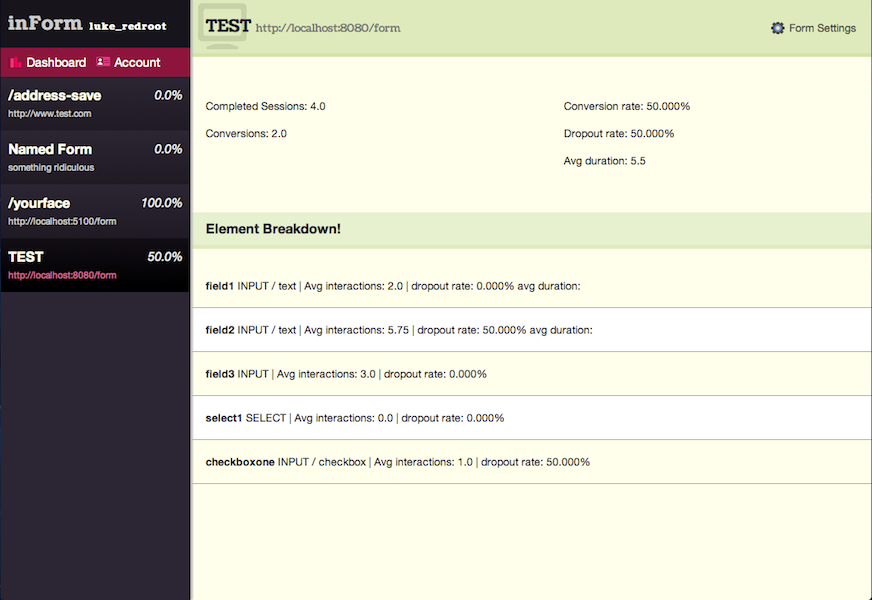 inForm luke_redroot
Dashboard Account
/address-save 0.0%
http://www.test.com
Named Form 0.0%
something ridiculous
/yourface 100.0%
http://localhost:5100/form
TEST 50.0%
http://localhost:8080/form
TEST http://localhost:8080/form
Form Settings
Completed Sessions: 4.0
Conversions: 2.0
Conversion rate: 50.000%
Dropout rate: 50.000%
Avg duration: 5.5
Element Breakdown!
field1 INPUT / text | Avg interactions: 2.0 | dropout rate: 0.000% avg duration:
field2 INPUT / text | Avg interactions: 5.75 | dropout rate: 50.000% avg duration:
field3 INPUT | Avg interactions: 3.0 | dropout rate: 0.000%
select1 SELECT | Avg interactions: 0.0 | dropout rate: 0.000%
checkboxone INPUT / checkbox | Avg interactions: 1.0 | dropout rate: 50.000%